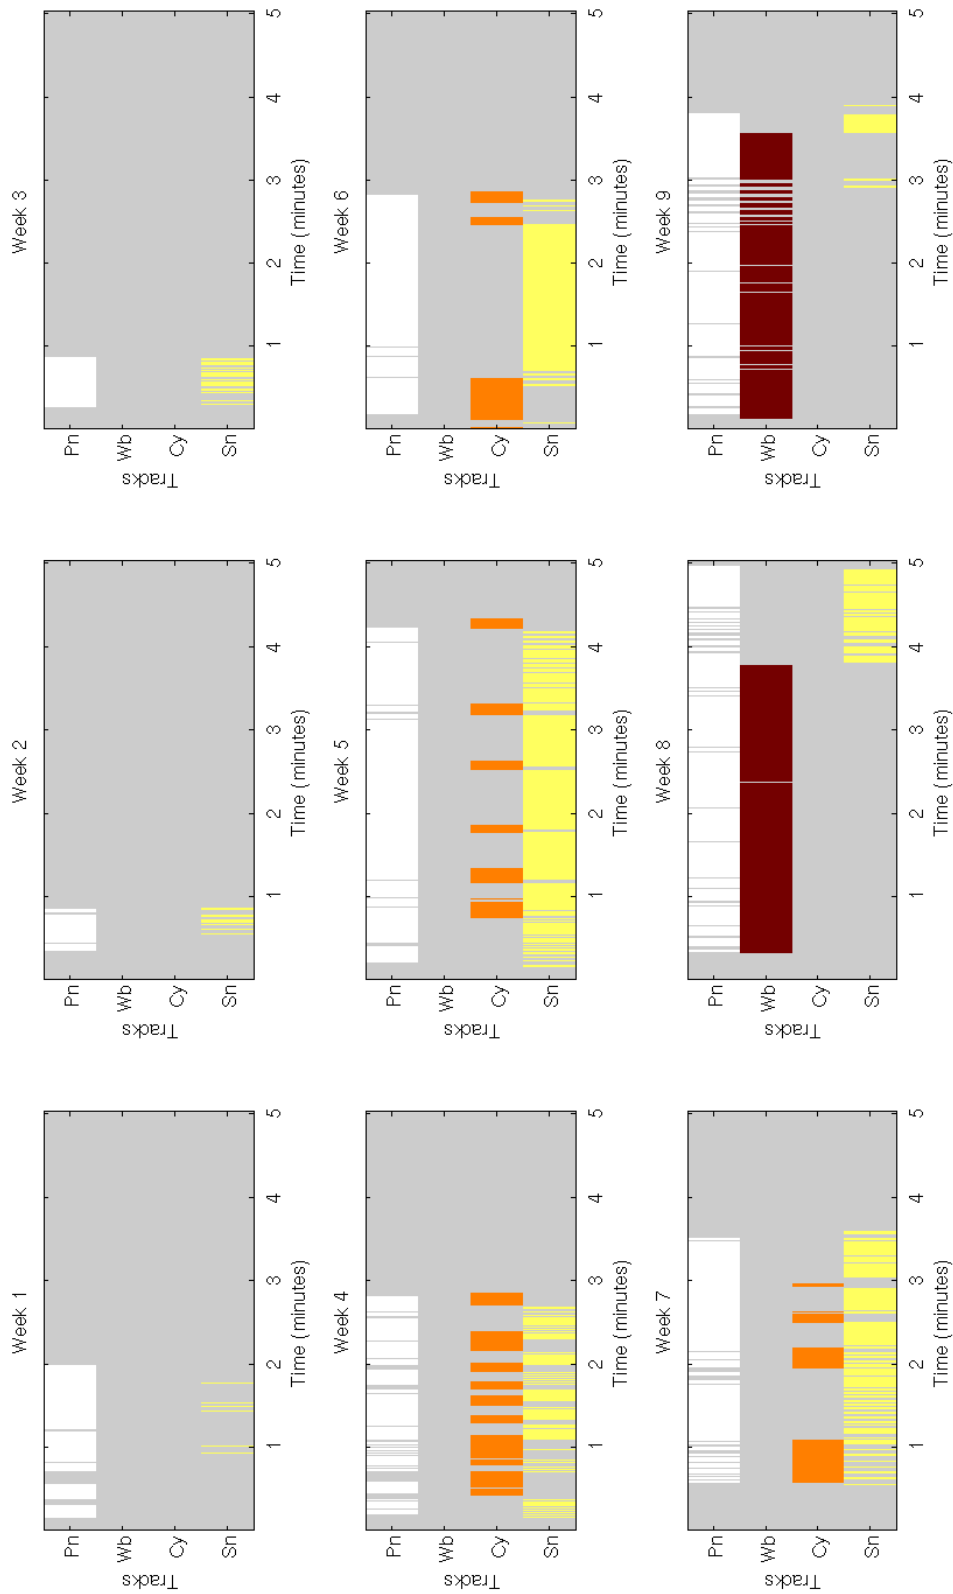 Week 1
Tracks
Pn
Wb
Cy
Sn
1 2 3 4 5
Time (minutes)
Week 2
Tracks
Pn
Wb
Cy
Sn
1 2 3 4 5
Time (minutes)
Week 3
Tracks
Pn
Wb
Cy
Sn
1 2 3 4 5
Time (minutes)
Week 4
Tracks
Pn
Wb
Cy
Sn
1 2 3 4 5
Time (minutes)
Week 5
Tracks
Pn
Wb
Cy
Sn
1 2 3 4 5
Time (minutes)
Week 6
Tracks
Pn
Wb
Cy
Sn
1 2 3 4 5
Time (minutes)
Week 7
Tracks
Pn
Wb
Cy
Sn
1 2 3 4 5
Time (minutes)
Week 8
Tracks
Pn
Wb
Cy
Sn
1 2 3 4 5
Time (minutes)
Week 9
Tracks
Pn
Wb
Cy
Sn
1 2 3 4 5
Time (minutes)